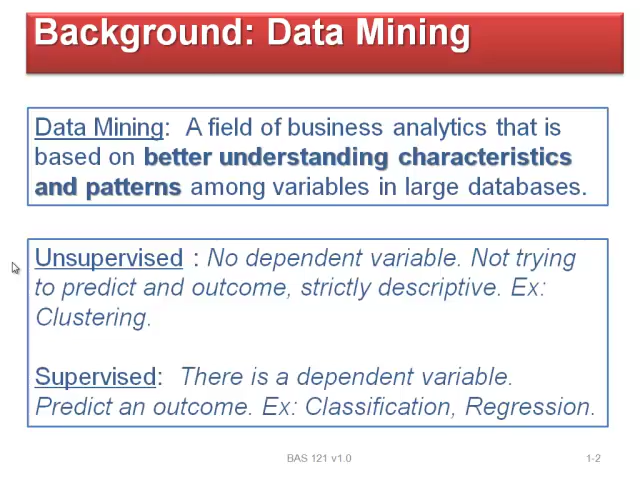 Background: Data Mining
Data Mining: A field of business analytics that is
based on better understanding characteristics
and patterns among variables in large databases.
Unsupervised : No dependent variable. Not trying
to predict and outcome, strictly descriptive. Ex:
Clustering.
Supervised: There is a dependent variable.
Predict an outcome. Ex: Classification, Regression.
BAS 121 v1.0
1-2